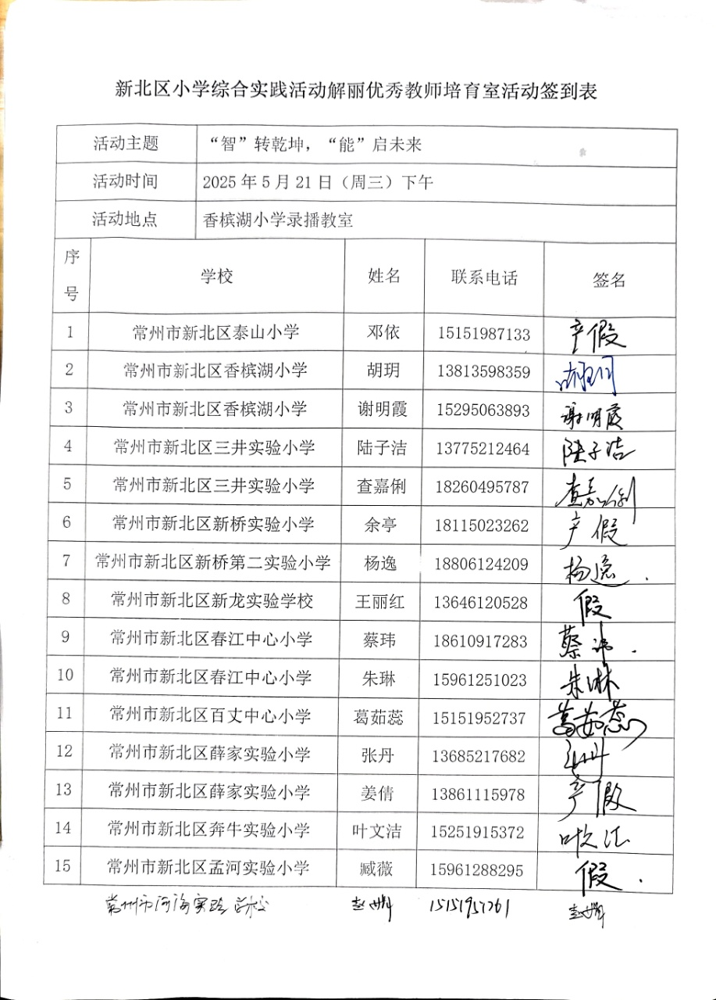 新北区小学综合实践活动解丽优秀教师培育室活动签到表
活动主题 “智”转乾坤，“能”启未来
活动时间 2025 年 5 月 21 日（周三）下午
活动地点 香槟湖小学录播教室
序号 学校 姓名 联系电话 签名
1 常州市新北区泰山小学 邓依 15151987133 产假
2 常州市新北区香槟湖小学 胡玥 13813598359 胡玥
3 常州市新北区香槟湖小学 谢明霞 15295063893 谢明霞
4 常州市新北区三井实验小学 陆子洁 13775212464 陆子洁
5 常州市新北区三井实验小学 查嘉俐 18260495787 查嘉俐
6 常州市新北区新桥实验小学 余亭 18115023262 产假
7 常州市新北区新桥第二实验小学 杨逸 18806124209 杨逸
8 常州市新北区新龙实验学校 王丽红 13646120528 假
9 常州市新北区春江中心小学 蔡玮 18610917283 蔡玮
10 常州市新北区春江中心小学 朱琳 15961251023 朱琳
11 常州市新北区百丈中心小学 葛茹蕊 15151952737 葛茹蕊
12 常州市新北区薛家实验小学 张丹 13685217682 张丹
13 常州市新北区薛家实验小学 姜倩 13861115978 产假
14 常州市新北区奔牛实验小学 叶文洁 15251915372 叶文洁
15 常州市新北区孟河实验小学 臧薇 15961288295 假
常州市河海实验学校 赵 15151957261 赵